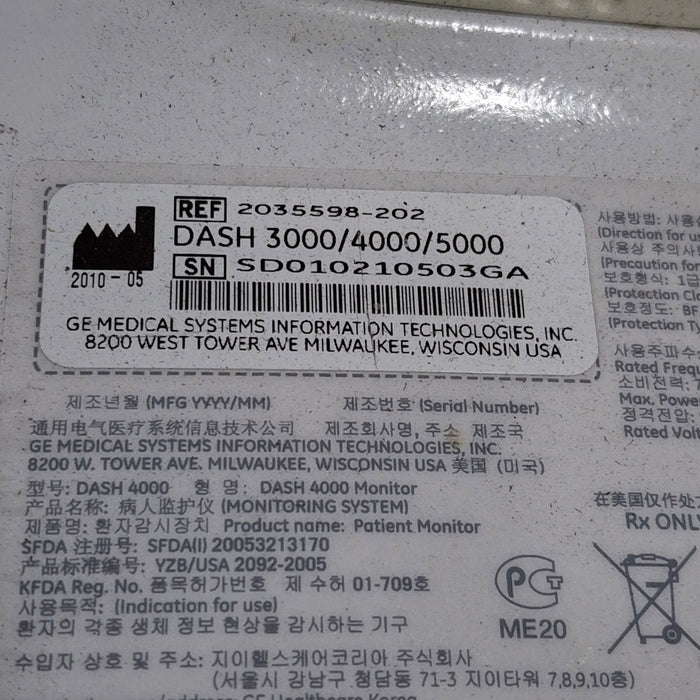 REF 2035598-202
DASH 3000/4000/5000
2010-05
SN SD010210503GA
GE MEDICAL SYSTEMS INFORMATION TECHNOLOGIES, INC.
8200 WEST TOWER AVE MILWAUKEE, WISCONSIN USA
제조년월 (MFG YYYY/MM) 제조번호 (Serial Number)
通用电气医疗系统信息技术公司 제조회사명, 주소 제조국
GE MEDICAL SYSTEMS INFORMATION TECHNOLOGIES, INC.
8200 W. TOWER AVE. MILWAUKEE, WISCONSIN USA 美国 (미국)
型号: DASH 4000 형 명: DASH 4000 Monitor
产品名称: 病人监护仪 (MONITORING SYSTEM)
제품명: 환자감시장치 Product name: Patient Monitor
SFDA 注册号: SFDA(I) 20053213170
产品标准编号: YZB/USA 2092-2005
KFDA Reg. No. 품목허가번호 제 수허 01-709호
사용목적: (Indication for use)
환자의 각종 생체 정보 현상을 감시하는 기구
수입자 상호 및 주소: 지이헬스케어코리아 주식회사
(서울시 강남구 청담동 71-3 지이타워 7,8,9,10층)
GE Healthcare Korea
사용방법:
(Direction for
사용상 주의사
(Precaution for
보호형식: 1급
(Protection
보호정도: BF
(Protection
사용주파수
Rated
소비전력:
Max.
정격전압:
Rated
在美国仅作处
Rx ONLY
PCT
ME20